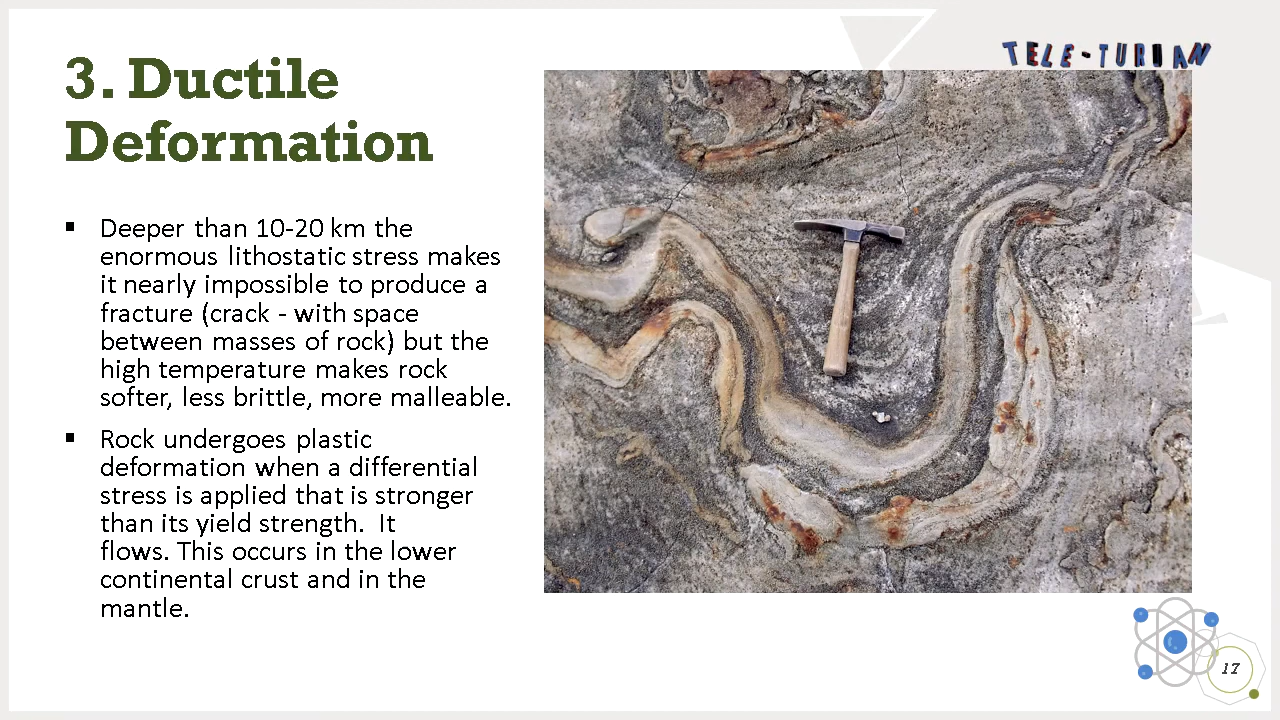 TELE-TURUAN
3. Ductile
Deformation
▪ Deeper than 10-20 km the
enormous lithostatic stress makes
it nearly impossible to produce a
fracture (crack - with space
between masses of rock) but the
high temperature makes rock
softer, less brittle, more malleable.
▪ Rock undergoes plastic
deformation when a differential
stress is applied that is stronger
than its yield strength.  It
flows. This occurs in the lower
continental crust and in the
mantle.
17